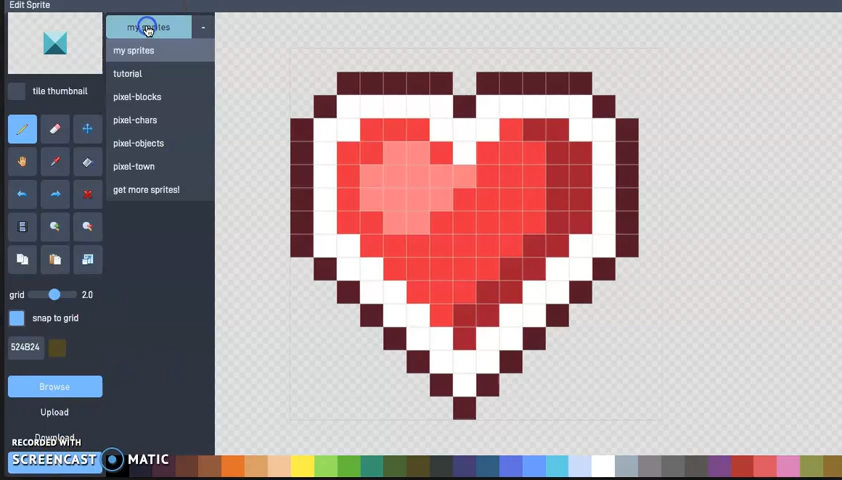 Edit Sprite
my sprites
my sprites
tutorial
tile thumbnail
pixel-blocks
pixel-chars
pixel-objects
pixel-town
get more sprites!
grid 2.0
snap to grid
524B24
Browse
Upload
Download
RECORDED WITH
SCREENCAST MATIC